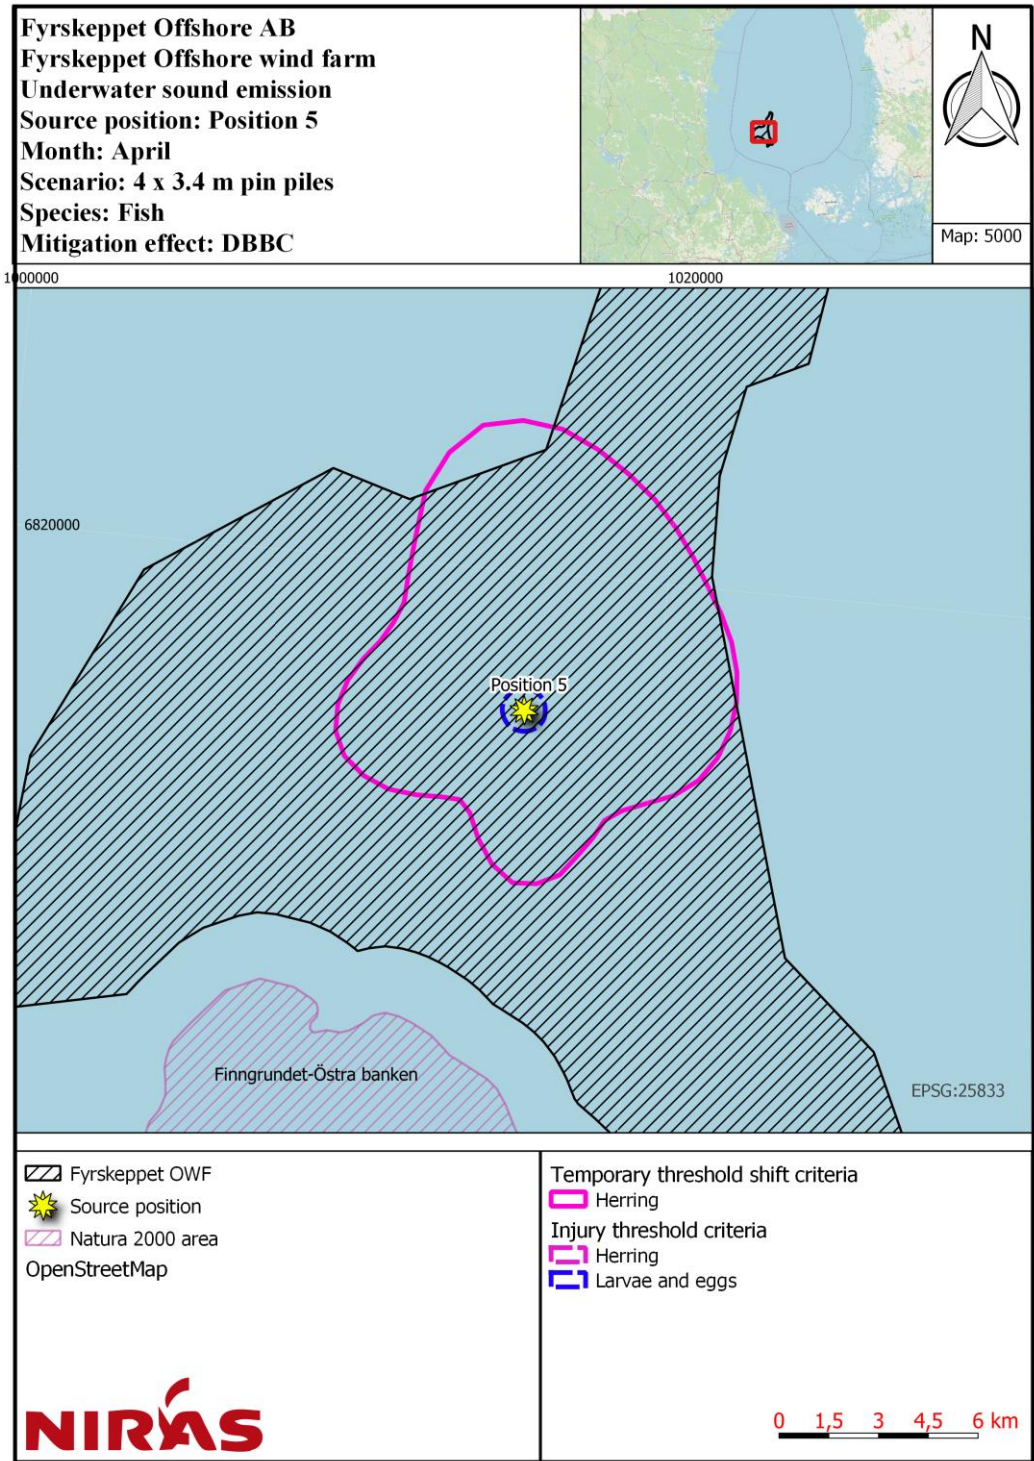 Fyrskeppet Offshore AB
Fyrskeppet Offshore wind farm
Underwater sound emission
Source position: Position 5
Month: April
Scenario: 4 x 3.4 m pin piles
Species: Fish
Mitigation effect: DBBC
N
Map: 5000
1000000
1020000
6820000
Position 5
Finngrundet-Östra banken
EPSG:25833
Fyrskeppet OWF
Source position
Natura 2000 area
OpenStreetMap
Temporary threshold shift criteria
Herring
Injury threshold criteria
Herring
Larvae and eggs
NIRAS
0 1,5 3 4,5 6 km